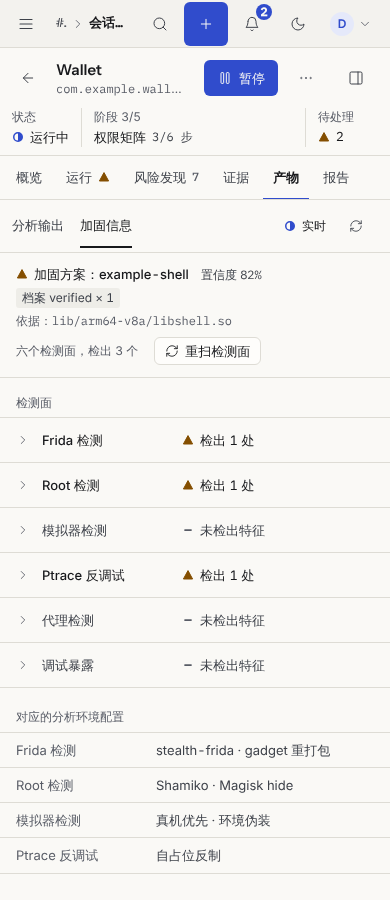 #.
会话...
2
D
Wallet
com.example.wall...
暂停
状态
阶段 3/5
待处理
运行中
权限矩阵 3/6 步
2
概览
运行
风险发现 7
证据
产物
报告
分析输出
加固信息
实时
加固方案：example-shell 置信度 82%
档案 verified × 1
依据：lib/arm64-v8a/libshell.so
六个检测面，检出 3 个
重扫检测面
检测面
Frida 检测 检出 1 处
Root 检测 检出 1 处
模拟器检测 未检出特征
Ptrace 反调试 检出 1 处
代理检测 未检出特征
调试暴露 未检出特征
对应的分析环境配置
Frida 检测 stealth-frida · gadget 重打包
Root 检测 Shamiko · Magisk hide
模拟器检测 真机优先 · 环境伪装
Ptrace 反调试 自占位反制